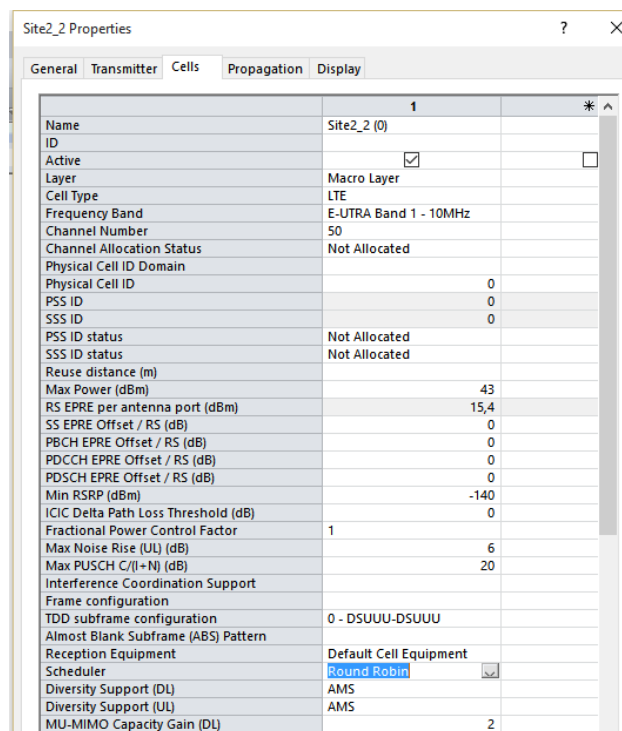 Site2_2 Properties ?
General Transmitter Cells Propagation Display
1 *
Name Site2_2 (0)
ID
Active
Layer Macro Layer
Cell Type LTE
Frequency Band E-UTRA Band 1 - 10MHz
Channel Number 50
Channel Allocation Status Not Allocated
Physical Cell ID Domain
Physical Cell ID 0
PSS ID 0
SSS ID 0
PSS ID status Not Allocated
SSS ID status Not Allocated
Reuse distance (m)
Max Power (dBm) 43
RS EPRE per antenna port (dBm) 15,4
SS EPRE Offset / RS (dB) 0
PBCH EPRE Offset / RS (dB) 0
PDCCH EPRE Offset / RS (dB) 0
PDSCH EPRE Offset / RS (dB) 0
Min RSRP (dBm) -140
ICIC Delta Path Loss Threshold (dB) 0
Fractional Power Control Factor 1
Max Noise Rise (UL) (dB) 6
Max PUSCH C/(I+N) (dB) 20
Interference Coordination Support
Frame configuration
TDD subframe configuration 0 - DSUUU-DSUUU
Almost Blank Subframe (ABS) Pattern
Reception Equipment Default Cell Equipment
Scheduler Round Robin
Diversity Support (DL) AMS
Diversity Support (UL) AMS
MU-MIMO Capacity Gain (DL) 2